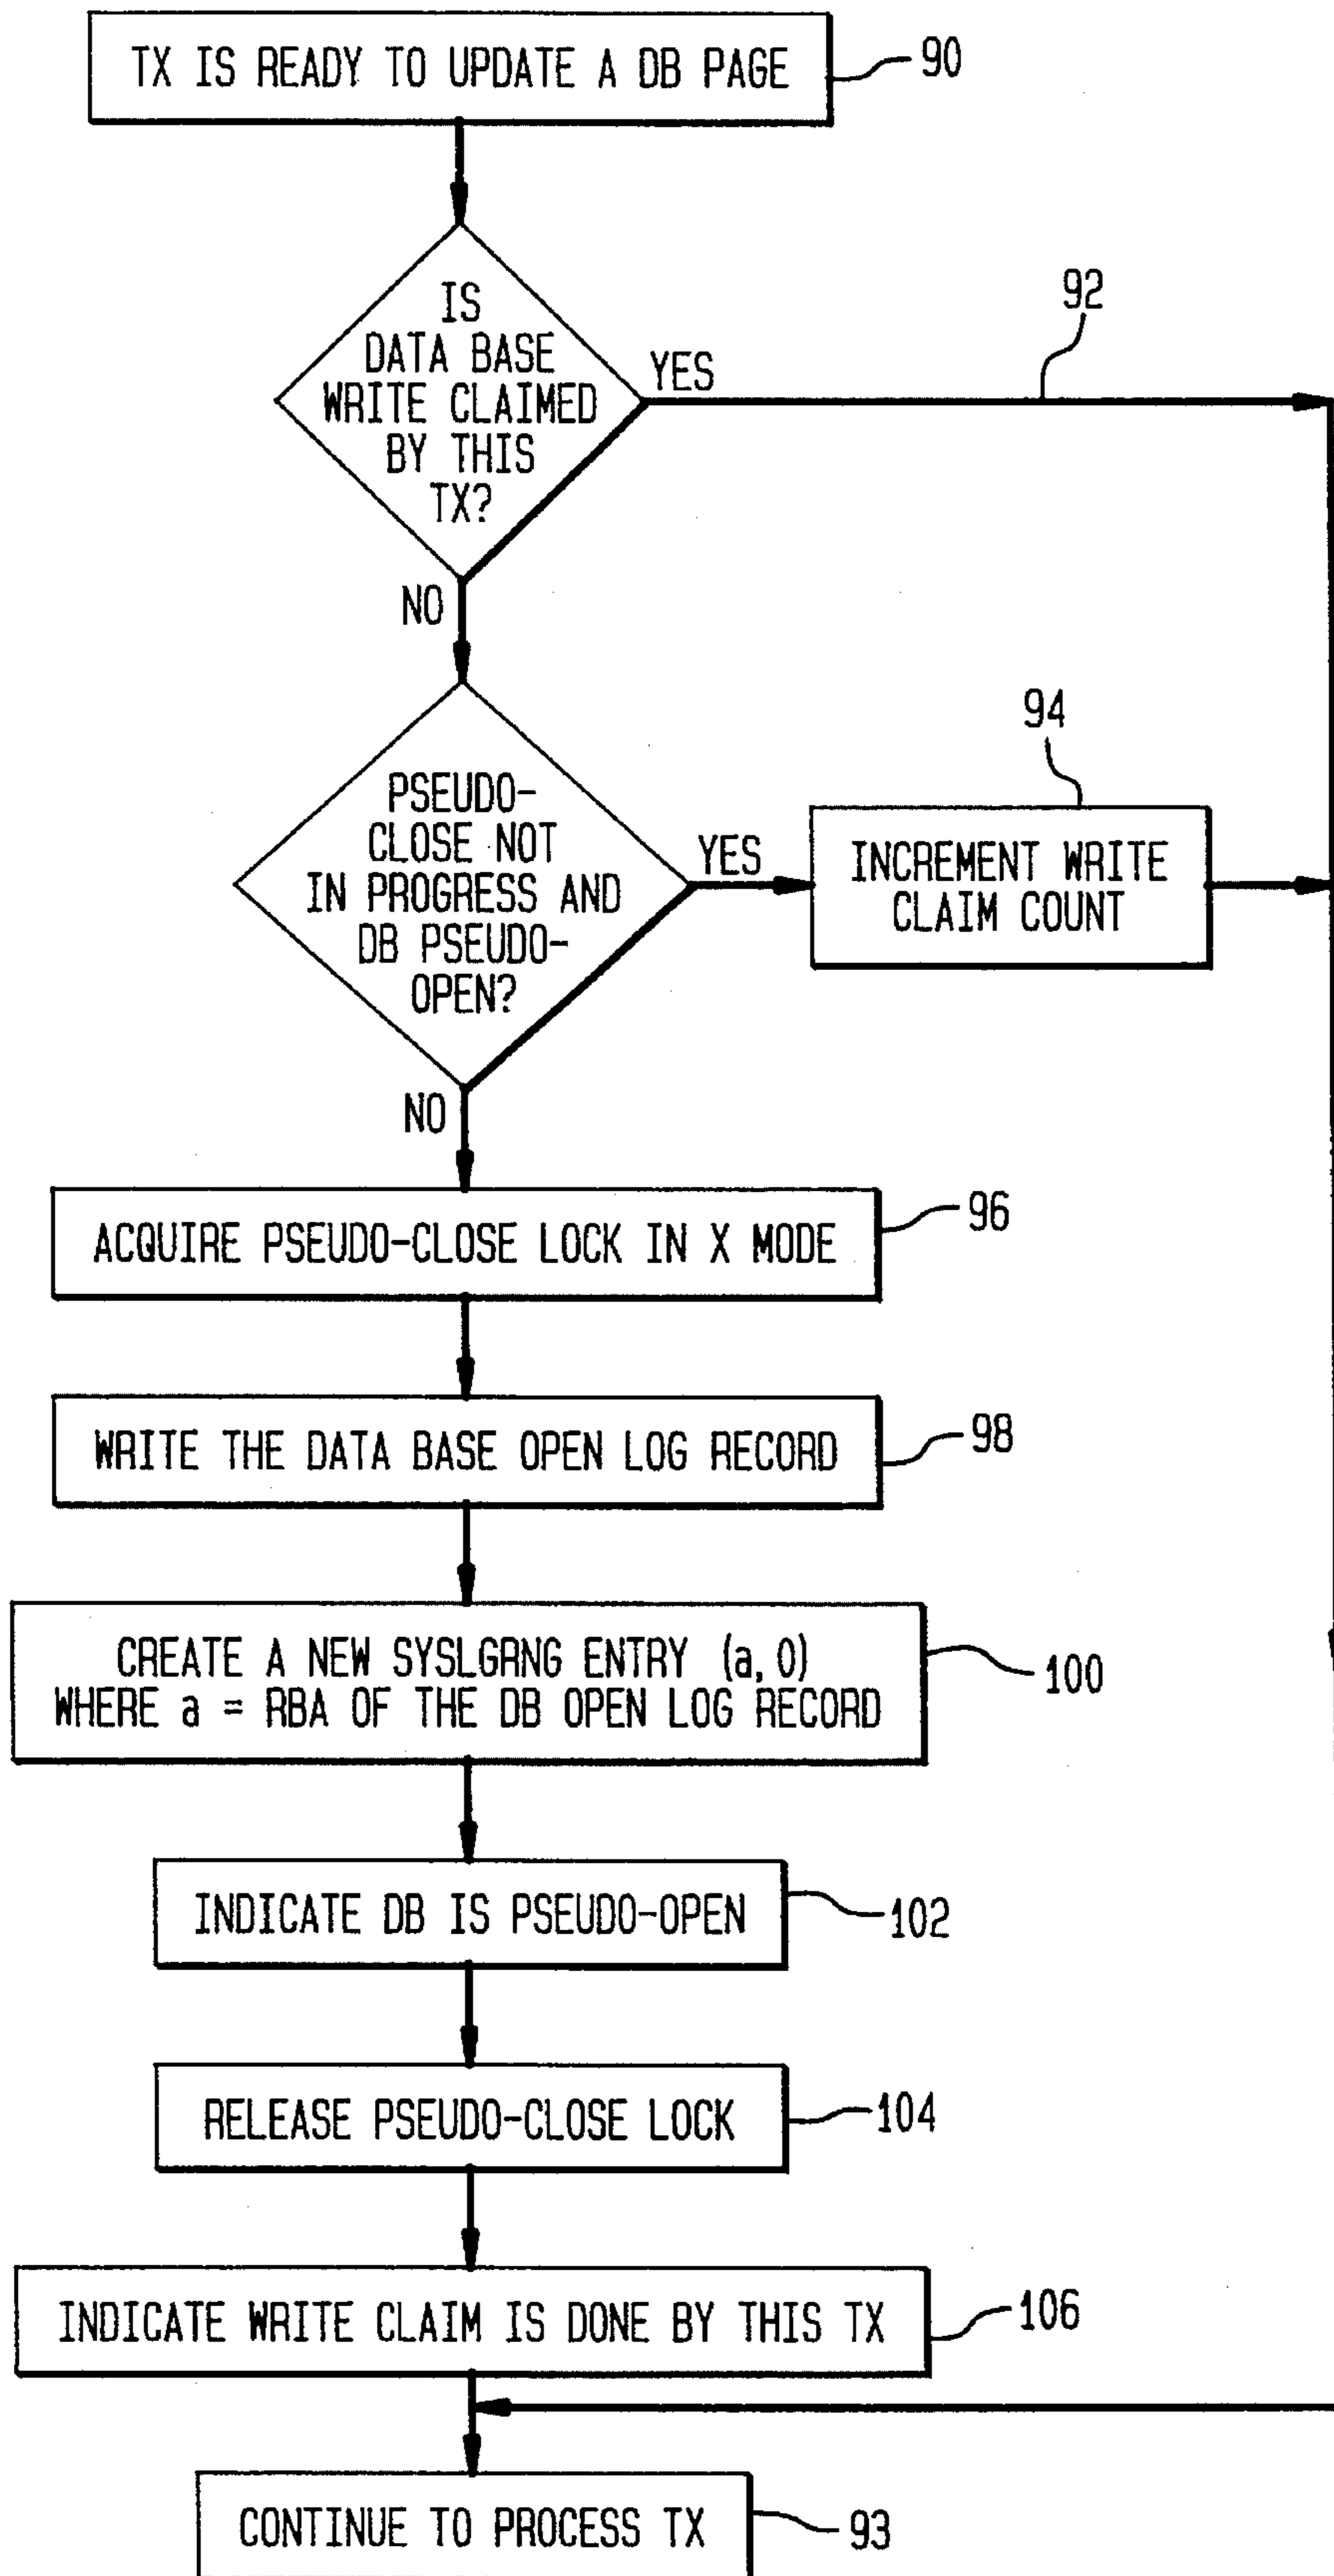 TX IS READY TO UPDATE A DB PAGE
90
IS
DATA BASE
WRITE CLAIMED
BY THIS
TX?
YES
92
NO
PSEUDO-
CLOSE NOT
IN PROGRESS AND
DB PSEUDO-
OPEN?
YES
94
INCREMENT WRITE
CLAIM COUNT
NO
ACQUIRE PSEUDO-CLOSE LOCK IN X MODE
96
WRITE THE DATA BASE OPEN LOG RECORD
98
CREATE A NEW SYSLGRNG ENTRY (a,0)
WHERE a = RBA OF THE DB OPEN LOG RECORD
100
INDICATE DB IS PSEUDO-OPEN
102
RELEASE PSEUDO-CLOSE LOCK
104
INDICATE WRITE CLAIM IS DONE BY THIS TX
106
CONTINUE TO PROCESS TX
93